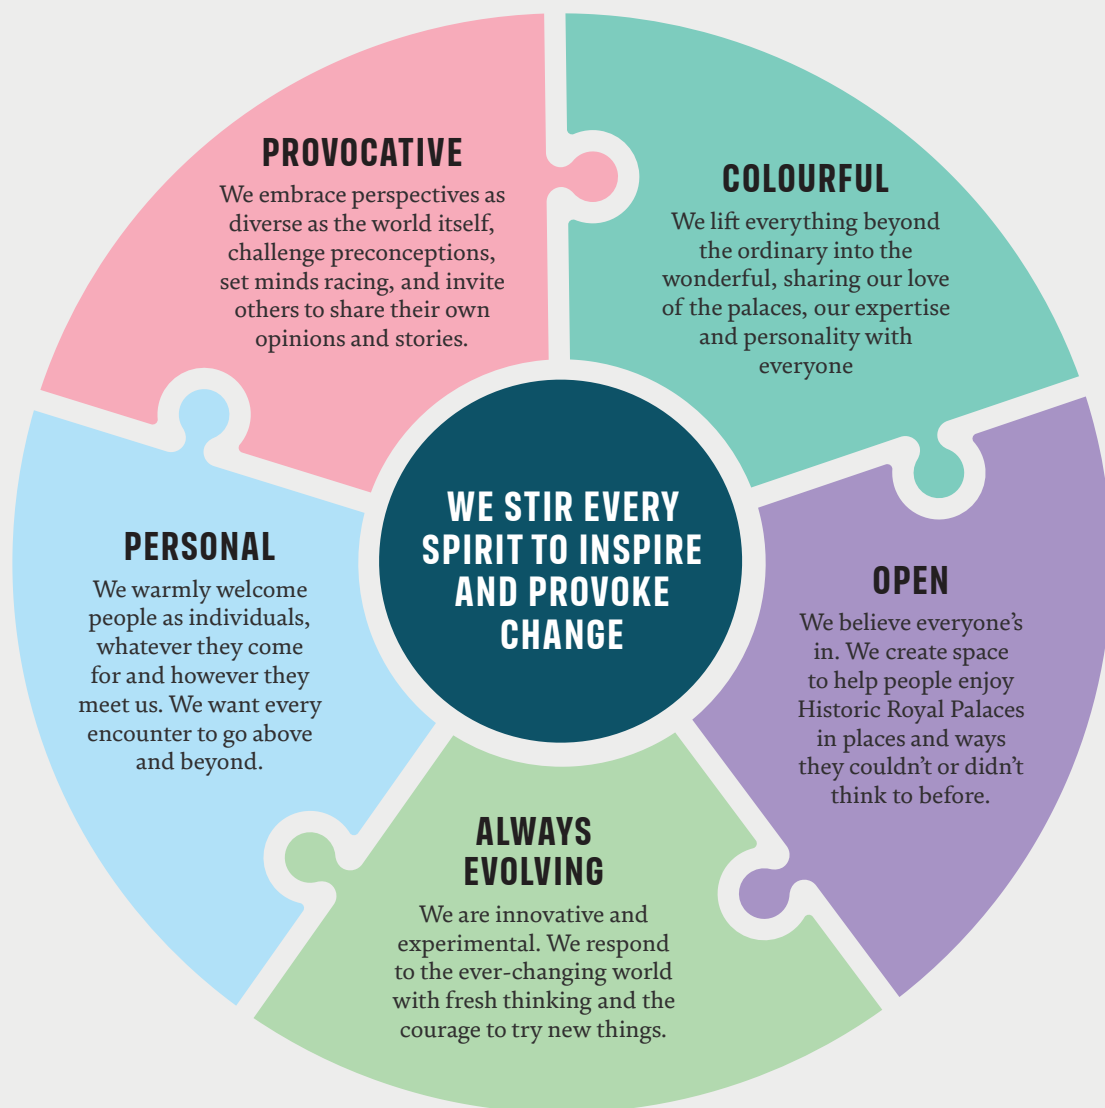 PROVOCATIVE
We embrace perspectives as
diverse as the world itself,
challenge preconceptions,
set minds racing, and invite
others to share their own
opinions and stories.
COLOURFUL
We lift everything beyond
the ordinary into the
wonderful, sharing our love
of the palaces, our expertise
and personality with
everyone
OPEN
We believe everyone’s
in. We create space
to help people enjoy
Historic Royal Palaces
in places and ways
they couldn’t or didn’t
think to before.
ALWAYS
EVOLVING
We are innovative and
experimental. We respond
to the ever-changing world
with fresh thinking and the
courage to try new things.
PERSONAL
We warmly welcome
people as individuals,
whatever they come
for and however they
meet us. We want every
encounter to go above
and beyond.
WE STIR EVERY
SPIRIT TO INSPIRE
AND PROVOKE
CHANGE